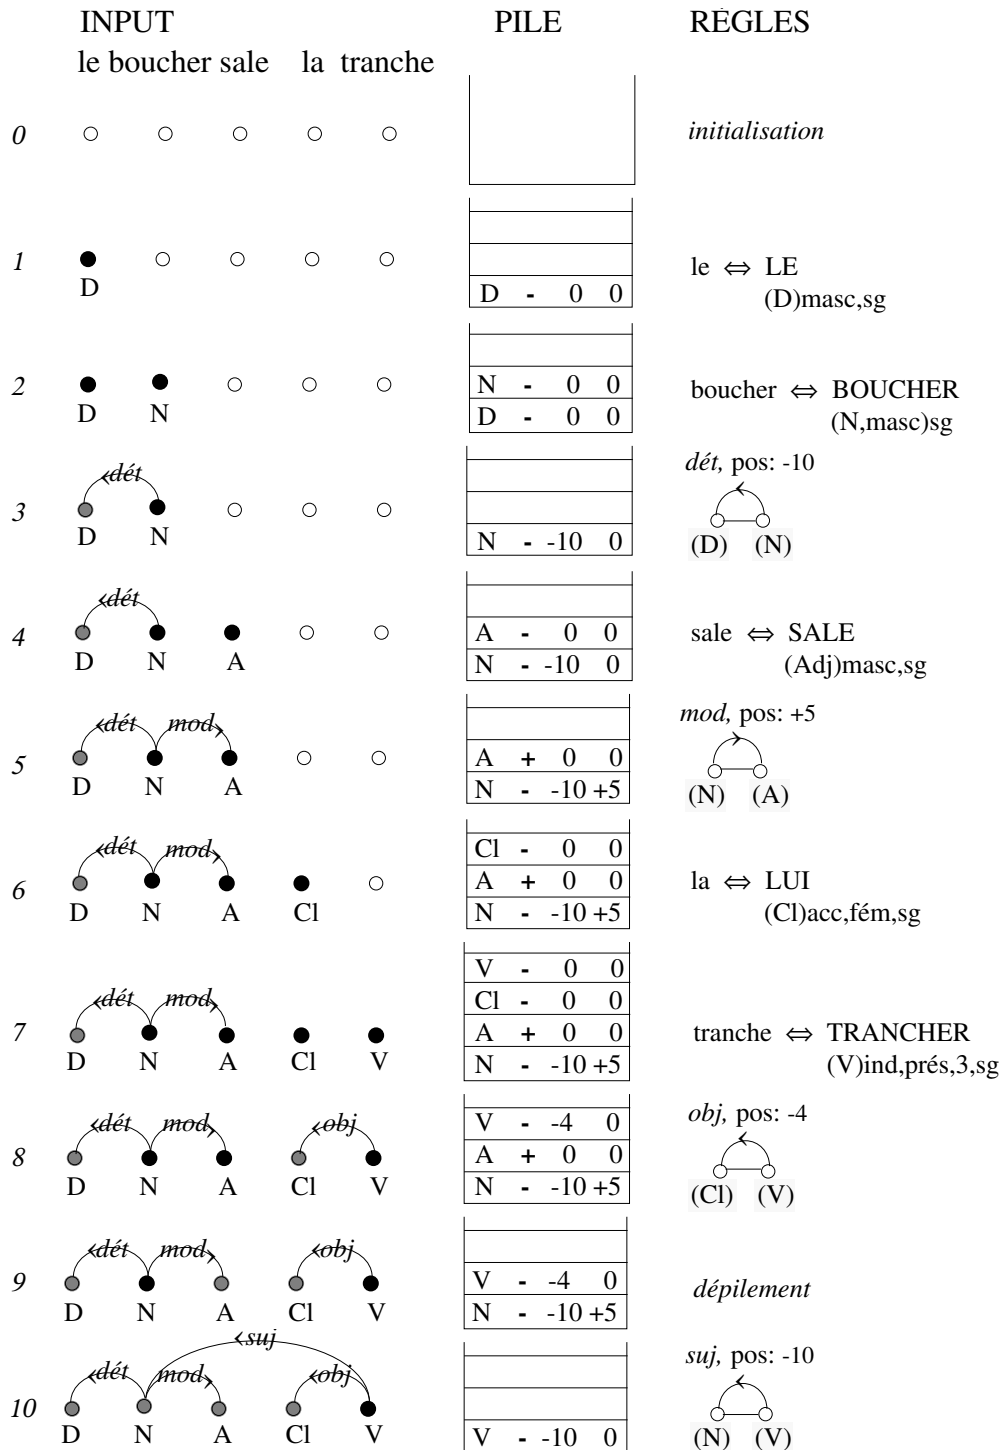 INPUT PILE RÈGLES
le boucher sale la tranche
0 initialisation
1 D
D - 0 0
le ⇔ LE
(D)masc,sg
2 D N
N - 0 0
D - 0 0
boucher ⇔ BOUCHER
(N,masc)sg
3 dét
D N
N - -10 0
dét, pos: -10
(D) (N)
4 dét
D N A
A - 0 0
N - -10 0
sale ⇔ SALE
(Adj)masc,sg
5 dét mod
D N A
A + 0 0
N - -10 +5
mod, pos: +5
(N) (A)
6 dét mod
D N A Cl
Cl - 0 0
A + 0 0
N - -10 +5
la ⇔ LUI
(Cl)acc,fém,sg
7 dét mod
D N A Cl V
V - 0 0
Cl - 0 0
A + 0 0
N - -10 +5
tranche ⇔ TRANCHER
(V)ind,prés,3,sg
8 dét mod obj
D N A Cl V
V - -4 0
A + 0 0
N - -10 +5
obj, pos: -4
(Cl) (V)
9 dét mod obj
D N A Cl V
V - -4 0
N - -10 +5
dépilement
10 suj
dét mod obj
D N A Cl V
V - -10 0
suj, pos: -10
(N) (V)